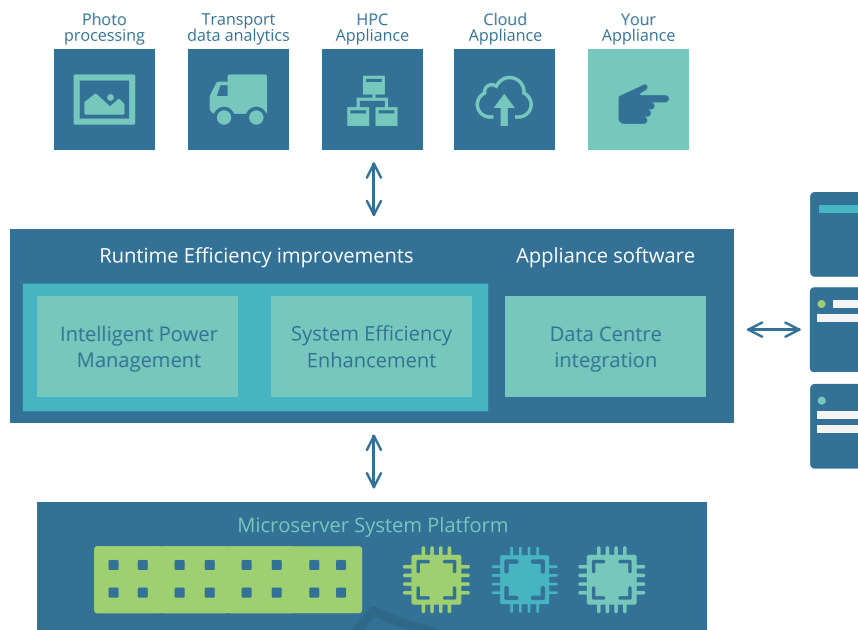 Photo
processing
Transport
data analytics
HPC
Appliance
Cloud
Appliance
Your
Appliance
Runtime Efficiency improvements
Appliance software
Intelligent Power
Management
System Efficiency
Enhancement
Data Centre
integration
Microserver System Platform